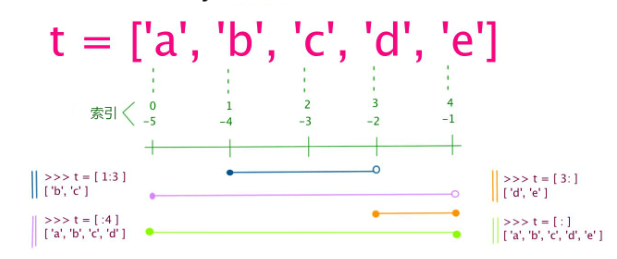 t = ['a', 'b', 'c', 'd', 'e']
索引
0 1 2 3 4
-5 -4 -3 -2 -1
>>> t = [ 1:3 ]
[ 'b', 'c' ]
>>> t = [ 3: ]
[ 'd', 'e' ]
>>> t = [ :4 ]
[ 'a', 'b', 'c', 'd' ]
>>> t = [ : ]
[ 'a', 'b', 'c', 'd', 'e' ]